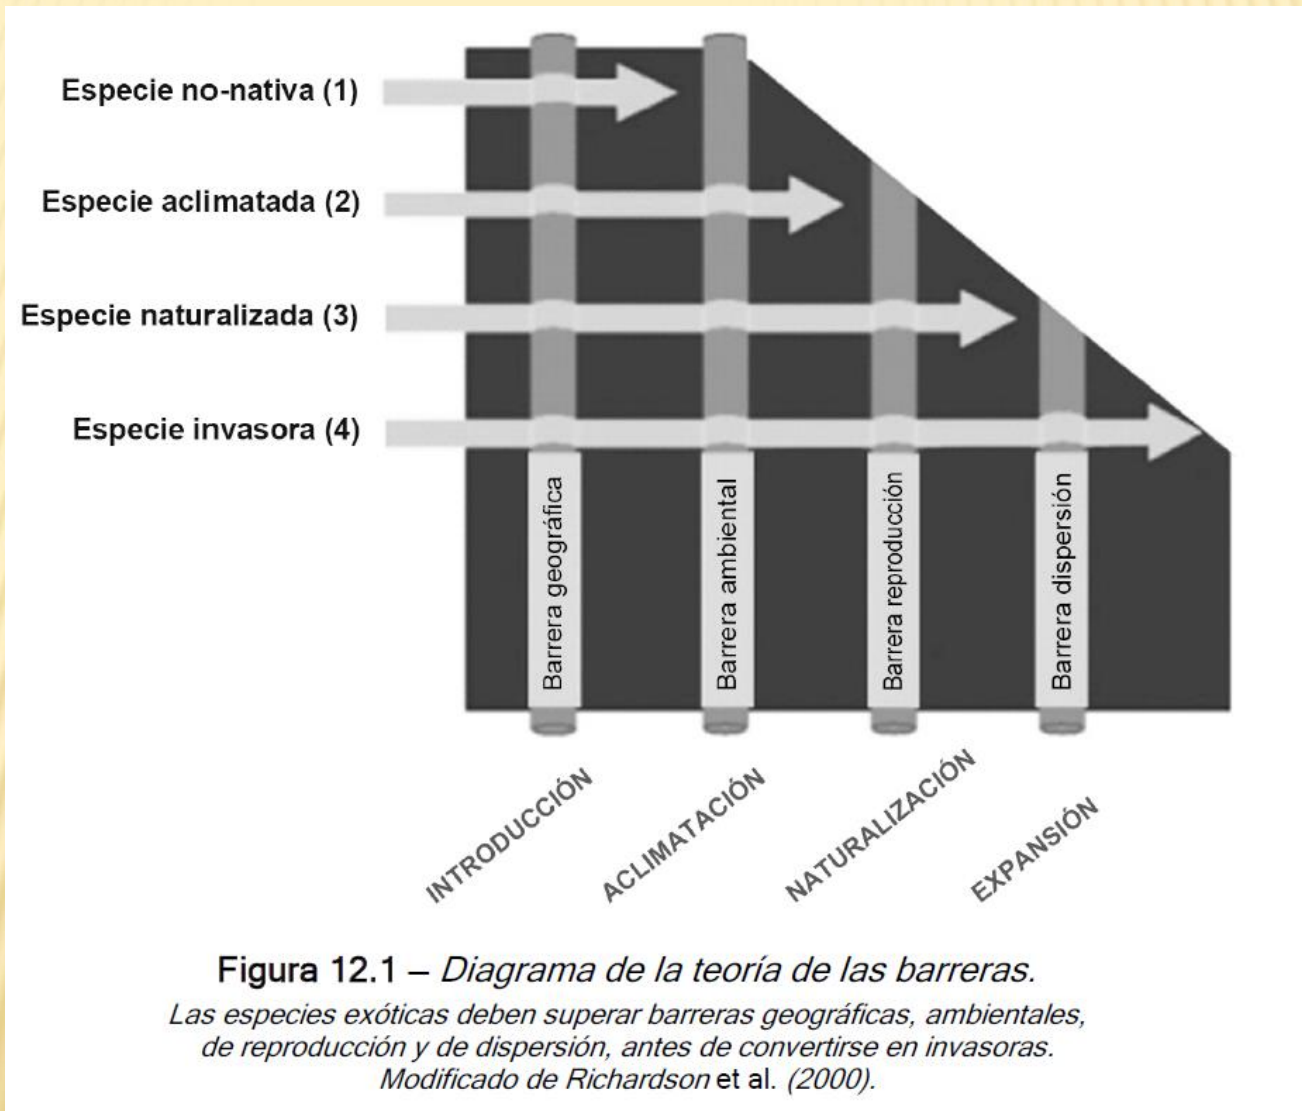 Especie no-nativa (1)
Especie aclimatada (2)
Especie naturalizada (3)
Especie invasora (4)
Barrera geográfica
Barrera ambiental
Barrera reproducción
Barrera dispersión
INTRODUCCIÓN
ACLIMATACIÓN
NATURALIZACIÓN
EXPANSIÓN
Figura 12.1 – Diagrama de la teoría de las barreras.
Las especies exóticas deben superar barreras geográficas, ambientales,
de reproducción y de dispersión, antes de convertirse en invasoras.
Modificado de Richardson et al. (2000).